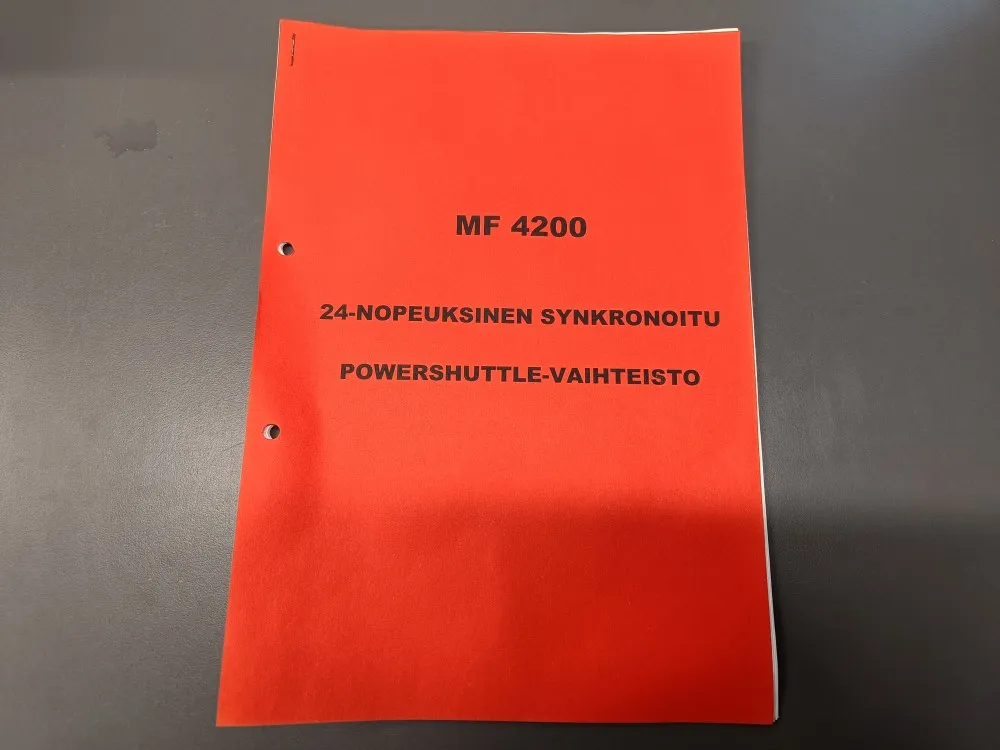 MF 4200
24-NOPEUKSINEN SYNKRONOITU
POWERSHUTTLE-VAIHTEISTO